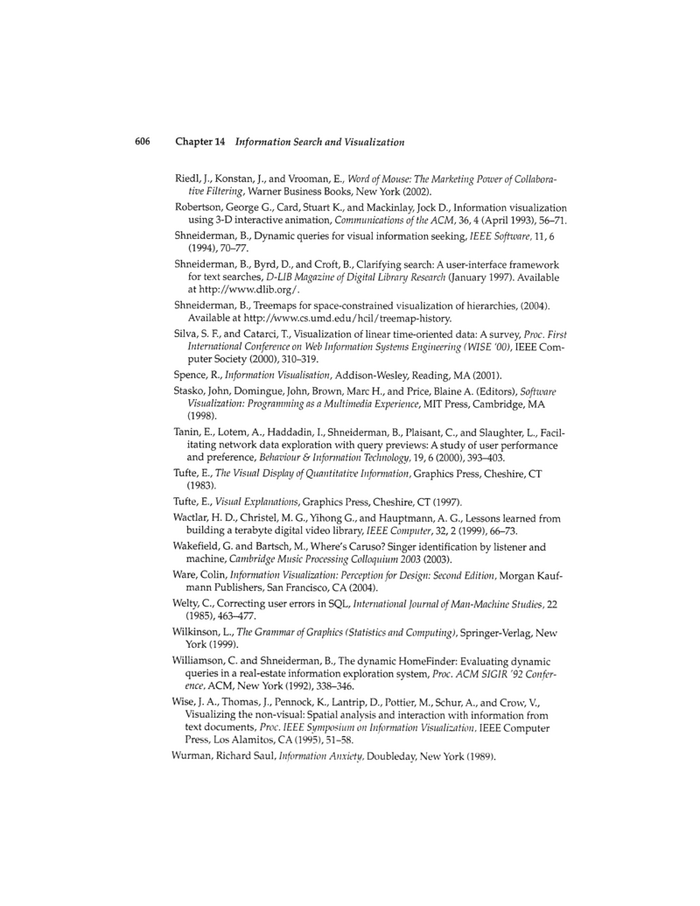 606 Chapter 14 Information Search and Visualization
Riedl, J., Konstan, J., and Vrooman, E., Word of Mouse: The Marketing Power of Collabora-
tive Filtering, Warner Business Books, New York (2002).
Robertson, George G., Card, Stuart K., and Mackinlay, Jock D., Information visualization
using 3-D interactive animation, Communications of the ACM, 36, 4 (April 1993), 56–71.
Shneiderman, B., Dynamic queries for visual information seeking, IEEE Software, 11, 6
(1994), 70–77.
Shneiderman, B., Byrd, D., and Croft, B., Clarifying search: A user-interface framework
for text searches, D-LIB Magazine of Digital Library Research (January 1997). Available
at http://www.dlib.org/.
Shneiderman, B., Treemaps for space-constrained visualization of hierarchies, (2004).
Available at http://www.cs.umd.edu/hcil/treemap-history.
Silva, S. F., and Catarci, T., Visualization of linear time-oriented data: A survey, Proc. First
International Conference on Web Information Systems Engineering (WISE '00), IEEE Com-
puter Society (2000), 310–319.
Spence, R., Information Visualisation, Addison-Wesley, Reading, MA (2001).
Stasko, John, Domingue, John, Brown, Marc H., and Price, Blaine A. (Editors), Software
Visualization: Programming as a Multimedia Experience, MIT Press, Cambridge, MA
(1998).
Tanin, E., Lotem, A., Haddadin, I., Shneiderman, B., Plaisant, C., and Slaughter, L., Facil-
itating network data exploration with query previews: A study of user performance
and preference, Behaviour & Information Technology, 19, 6 (2000), 393–403.
Tufte, E., The Visual Display of Quantitative Information, Graphics Press, Cheshire, CT
(1983).
Tufte, E., Visual Explanations, Graphics Press, Cheshire, CT (1997).
Wactlar, H. D., Christel, M. G., Yihong G., and Hauptmann, A. G., Lessons learned from
building a terabyte digital video library, IEEE Computer, 32, 2 (1999), 66–73.
Wakefield, G. and Bartsch, M., Where's Caruso? Singer identification by listener and
machine, Cambridge Music Processing Colloquium 2003 (2003).
Ware, Colin, Information Visualization: Perception for Design: Second Edition, Morgan Kauf-
mann Publishers, San Francisco, CA (2004).
Welty, C., Correcting user errors in SQL, International Journal of Man-Machine Studies, 22
(1985), 463–477.
Wilkinson, L., The Grammar of Graphics (Statistics and Computing), Springer-Verlag, New
York (1999).
Williamson, C. and Shneiderman, B., The dynamic HomeFinder: Evaluating dynamic
queries in a real-estate information exploration system, Proc. ACM SIGIR '92 Confer-
ence, ACM, New York (1992), 338–346.
Wise, J. A., Thomas, J., Pennock, K., Lantrip, D., Pottier, M., Schur, A., and Crow, V.,
Visualizing the non-visual: Spatial analysis and interaction with information from
text documents, Proc. IEEE Symposium on Information Visualization, IEEE Computer
Press, Los Alamitos, CA (1995), 51–58.
Wurman, Richard Saul, Information Anxiety, Doubleday, New York (1989).